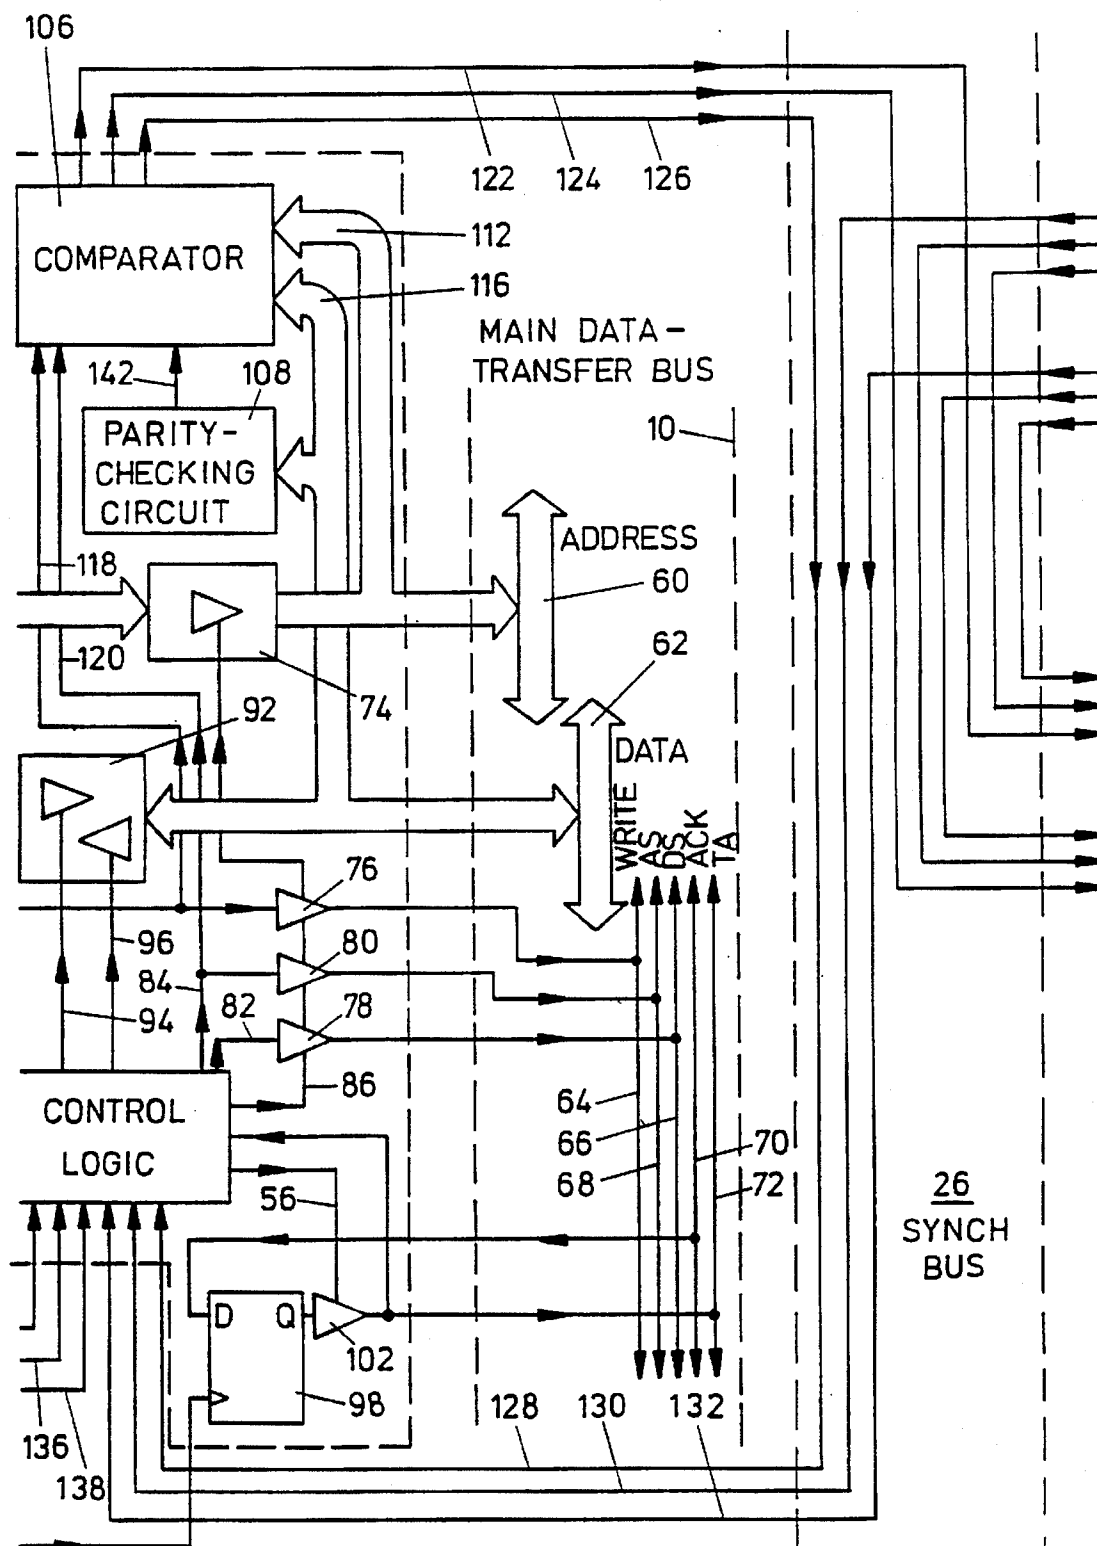 106
122 124 126
COMPARATOR
112
116
MAIN DATA-
TRANSFER BUS
142
108
10
PARITY-
CHECKING
CIRCUIT
ADDRESS
118
60
120
62
74
92
DATA
WRITE
AS
DS
ACK
TA
76
96
80
84
82
78
94
86
64
CONTROL
LOGIC
66
70
68
72
56
26
SYNCH
BUS
D Q
102
98
128 130 132
136
138